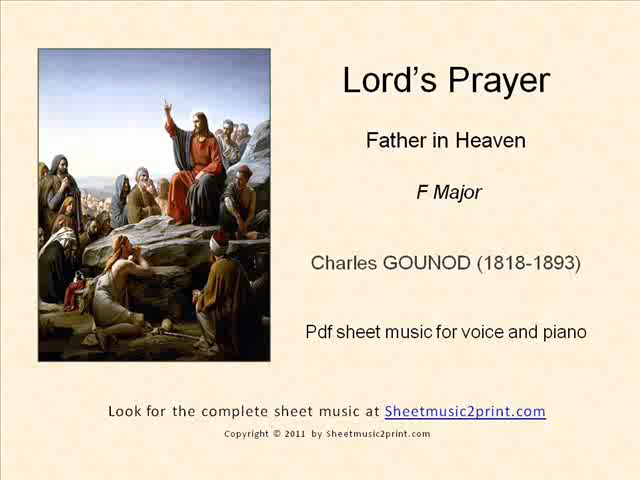 Lord’s Prayer
Father in Heaven
F Major
Charles GOUNOD (1818-1893)
Pdf sheet music for voice and piano
Look for the complete sheet music at Sheetmusic2print.com
Copyright © 2011 by Sheetmusic2print.com